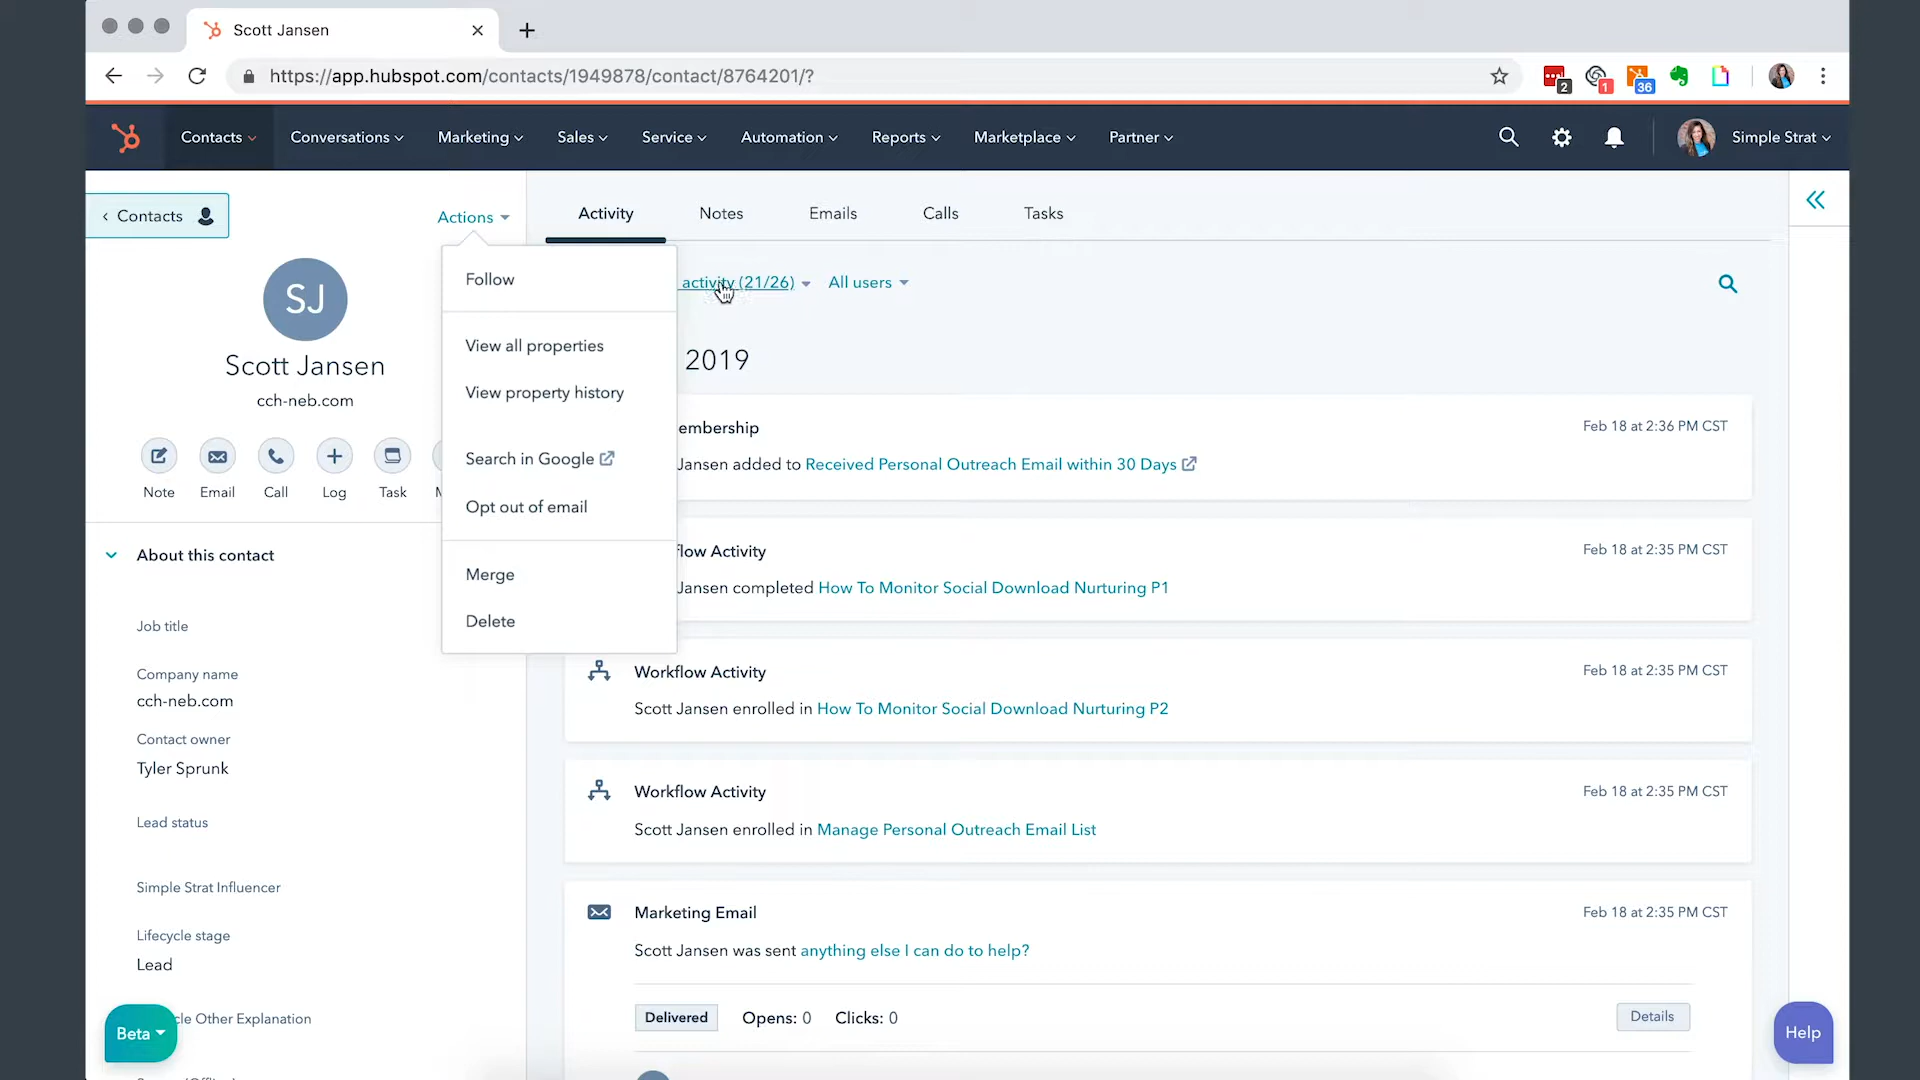 Scott Jansen
https://app.hubspot.com/contacts/1949878/contact/8764201/?
2
1
36
Contacts
Conversations
Marketing
Sales
Service
Automation
Reports
Marketplace
Partner
Simple Strat
Contacts
Actions
Activity
Notes
Emails
Calls
Tasks
Follow
View all properties
View property history
Search in Google
Opt out of email
Merge
Delete
SJ
Scott Jansen
cch-neb.com
Note
Email
Call
Log
Task
About this contact
Job title
Company name
cch-neb.com
Contact owner
Tyler Sprunk
Lead status
Simple Strat Influencer
Lifecycle stage
Lead
Other Explanation
Beta
activity (21/26)
All users
2019
Feb 18 at 2:36 PM CST
Jansen added to Received Personal Outreach Email within 30 Days
Activity
Feb 18 at 2:35 PM CST
Jansen completed How To Monitor Social Download Nurturing P1
Workflow Activity
Feb 18 at 2:35 PM CST
Scott Jansen enrolled in How To Monitor Social Download Nurturing P2
Workflow Activity
Feb 18 at 2:35 PM CST
Scott Jansen enrolled in Manage Personal Outreach Email List
Marketing Email
Feb 18 at 2:35 PM CST
Scott Jansen was sent anything else I can do to help?
Delivered
Opens: 0
Clicks: 0
Details
Help